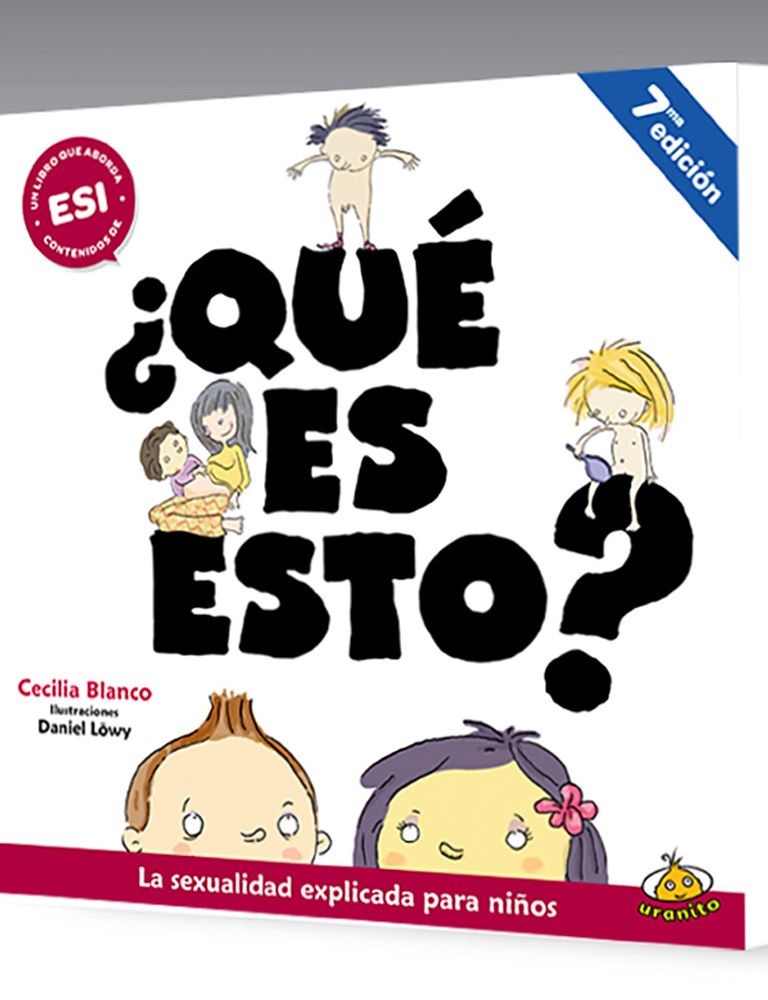 UN LIBRO QUE ABORDA
ESI
CONTENIDOS DE
7ma edición
¿QUÉ
ES
ESTO?
Cecilia Blanco
Ilustraciones
Daniel Löwy
La sexualidad explicada para niños
uranito